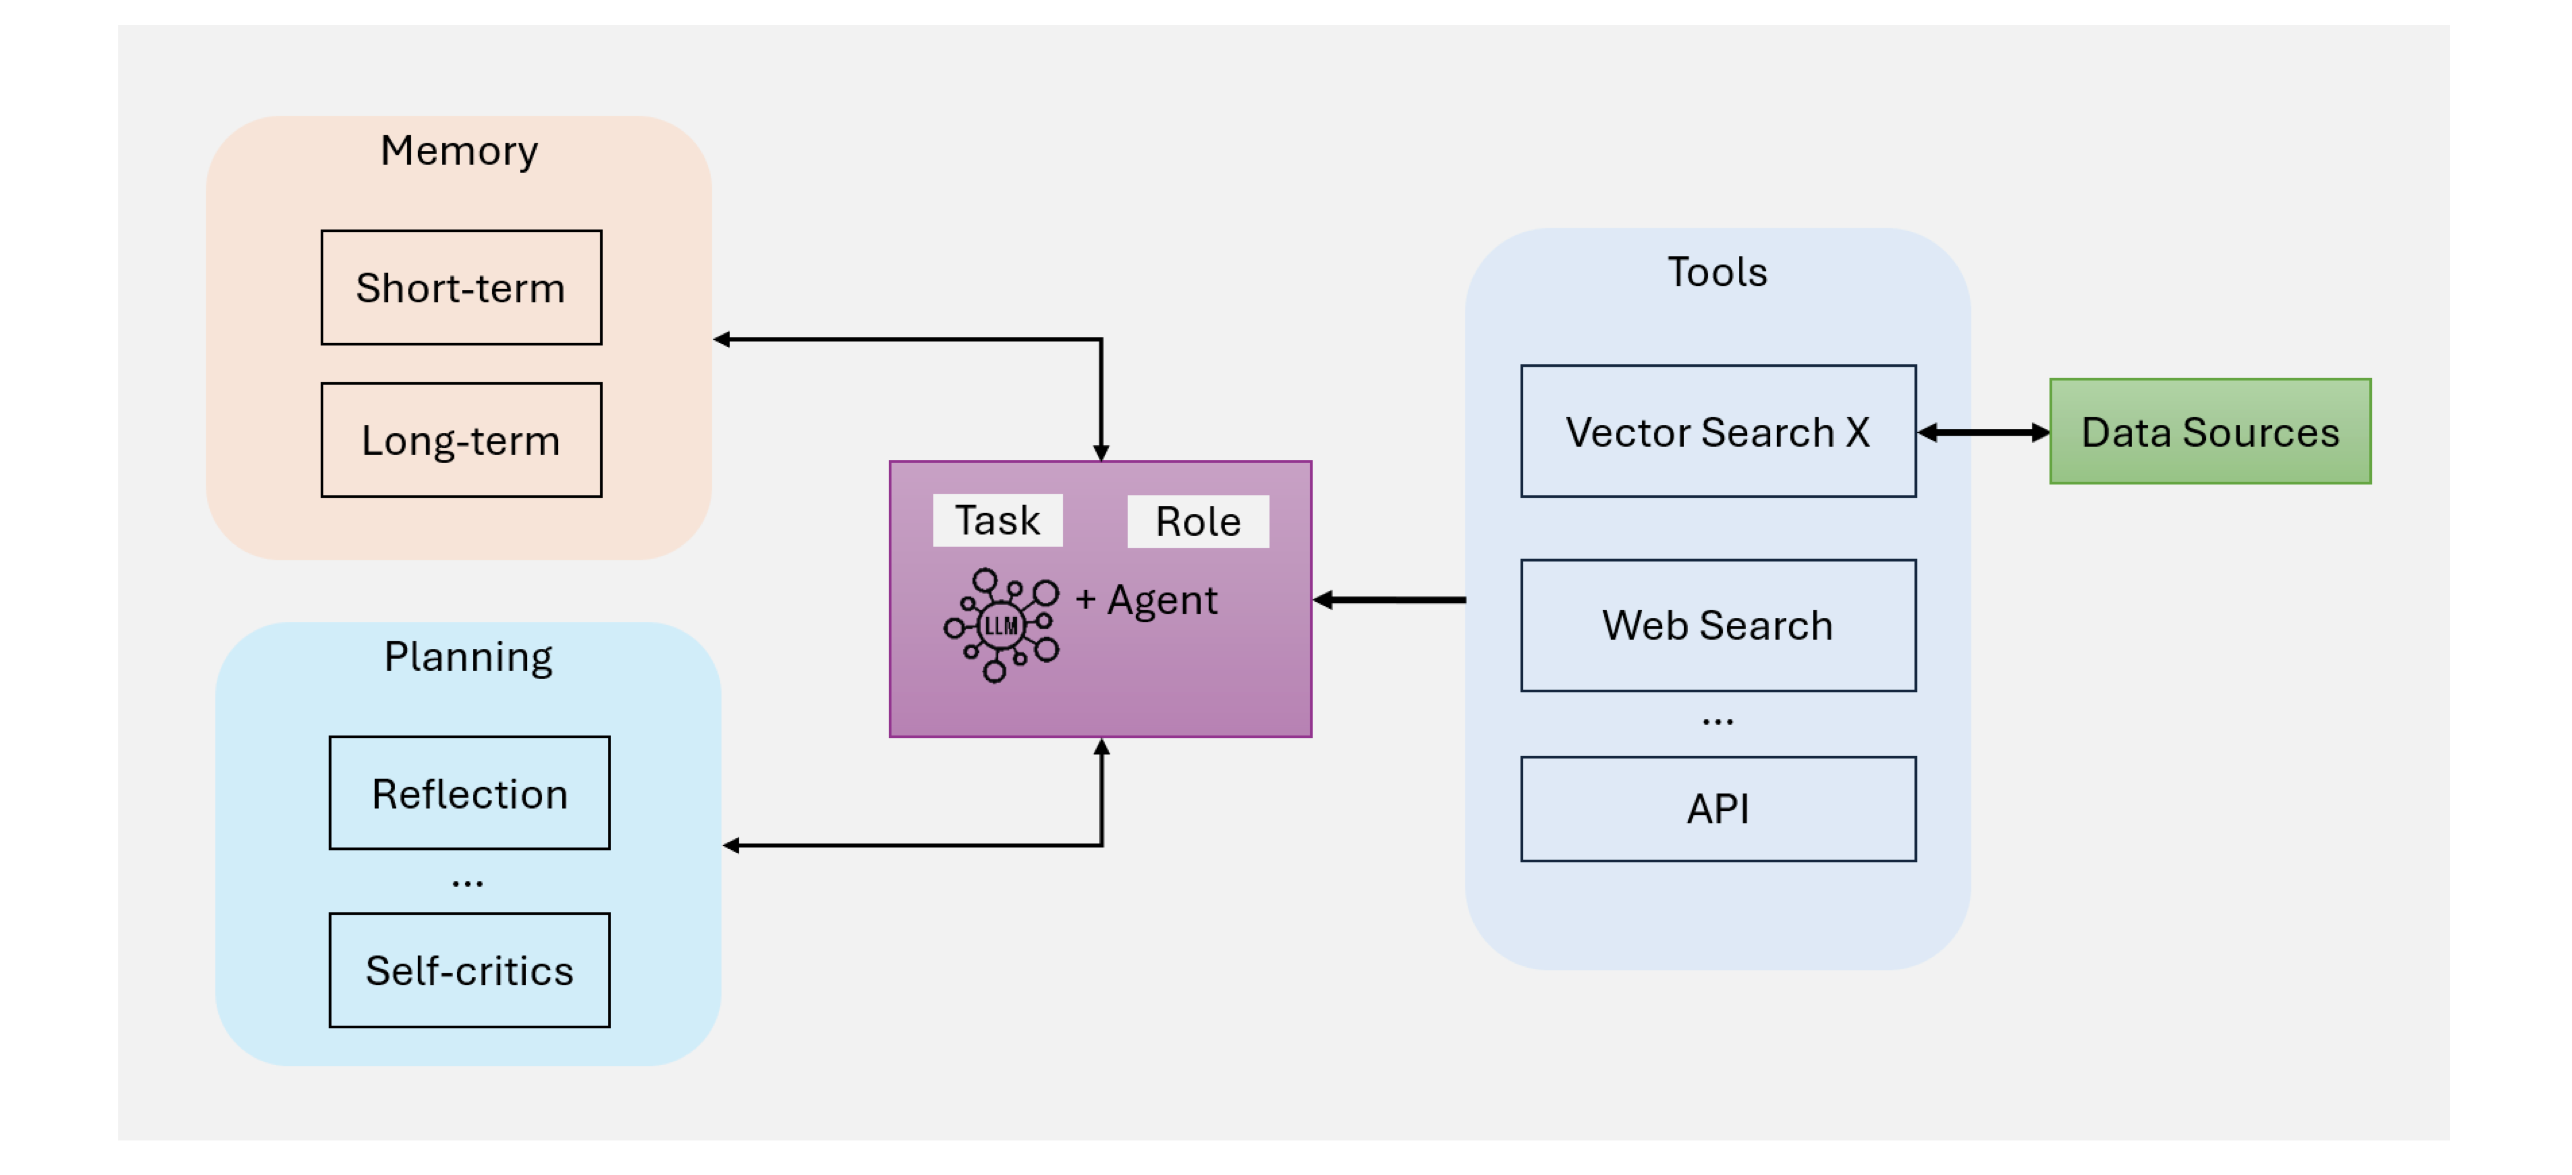 Memory
Short-term
Long-term
Planning
Reflection
...
Self-critics
Task
Role
LLM
+ Agent
Tools
Vector Search X
Web Search
...
API
Data Sources